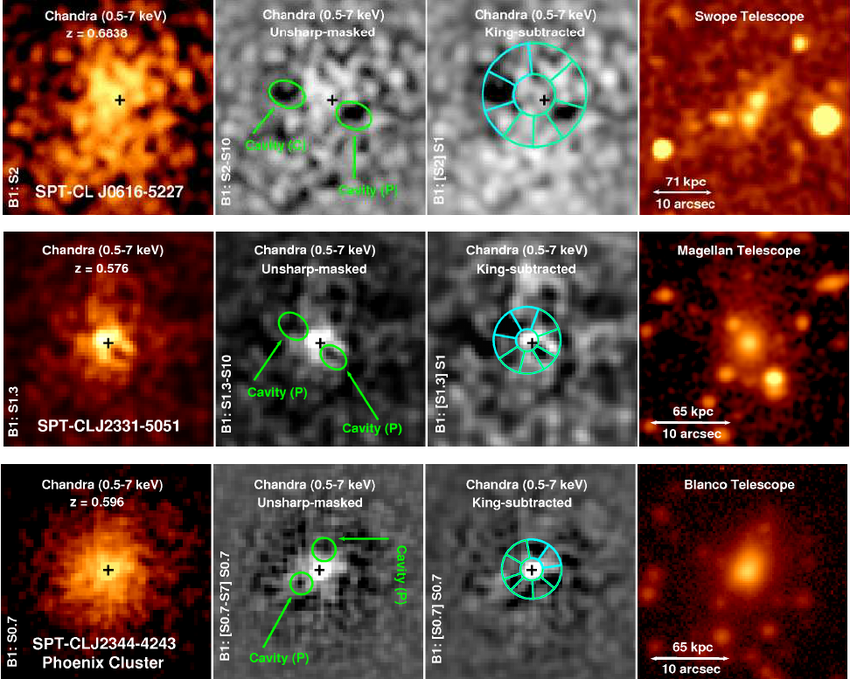 Chandra (0.5-7 keV)
z = 0.6838
B1: S2
SPT-CL J0616-5227
Chandra (0.5-7 keV)
Unsharp-masked
Cavity (C)
Cavity (P)
B1: S2-S10
Chandra (0.5-7 keV)
King-subtracted
B1: [S2] S1
Swope Telescope
71 kpc
10 arcsec
Chandra (0.5-7 keV)
z = 0.576
B1: S1.3
SPT-CLJ2331-5051
Chandra (0.5-7 keV)
Unsharp-masked
Cavity (P)
Cavity (P)
B1: S1.3-S10
Chandra (0.5-7 keV)
King-subtracted
B1: [S1.3] S1
Magellan Telescope
65 kpc
10 arcsec
Chandra (0.5-7 keV)
z = 0.596
B1: S0.7
SPT-CLJ2344-4243
Phoenix Cluster
Chandra (0.5-7 keV)
Unsharp-masked
Cavity (P)
Cavity (P)
B1: [S0.7-S7] S0.7
Chandra (0.5-7 keV)
King-subtracted
B1: [S0.7] S0.7
Blanco Telescope
65 kpc
10 arcsec